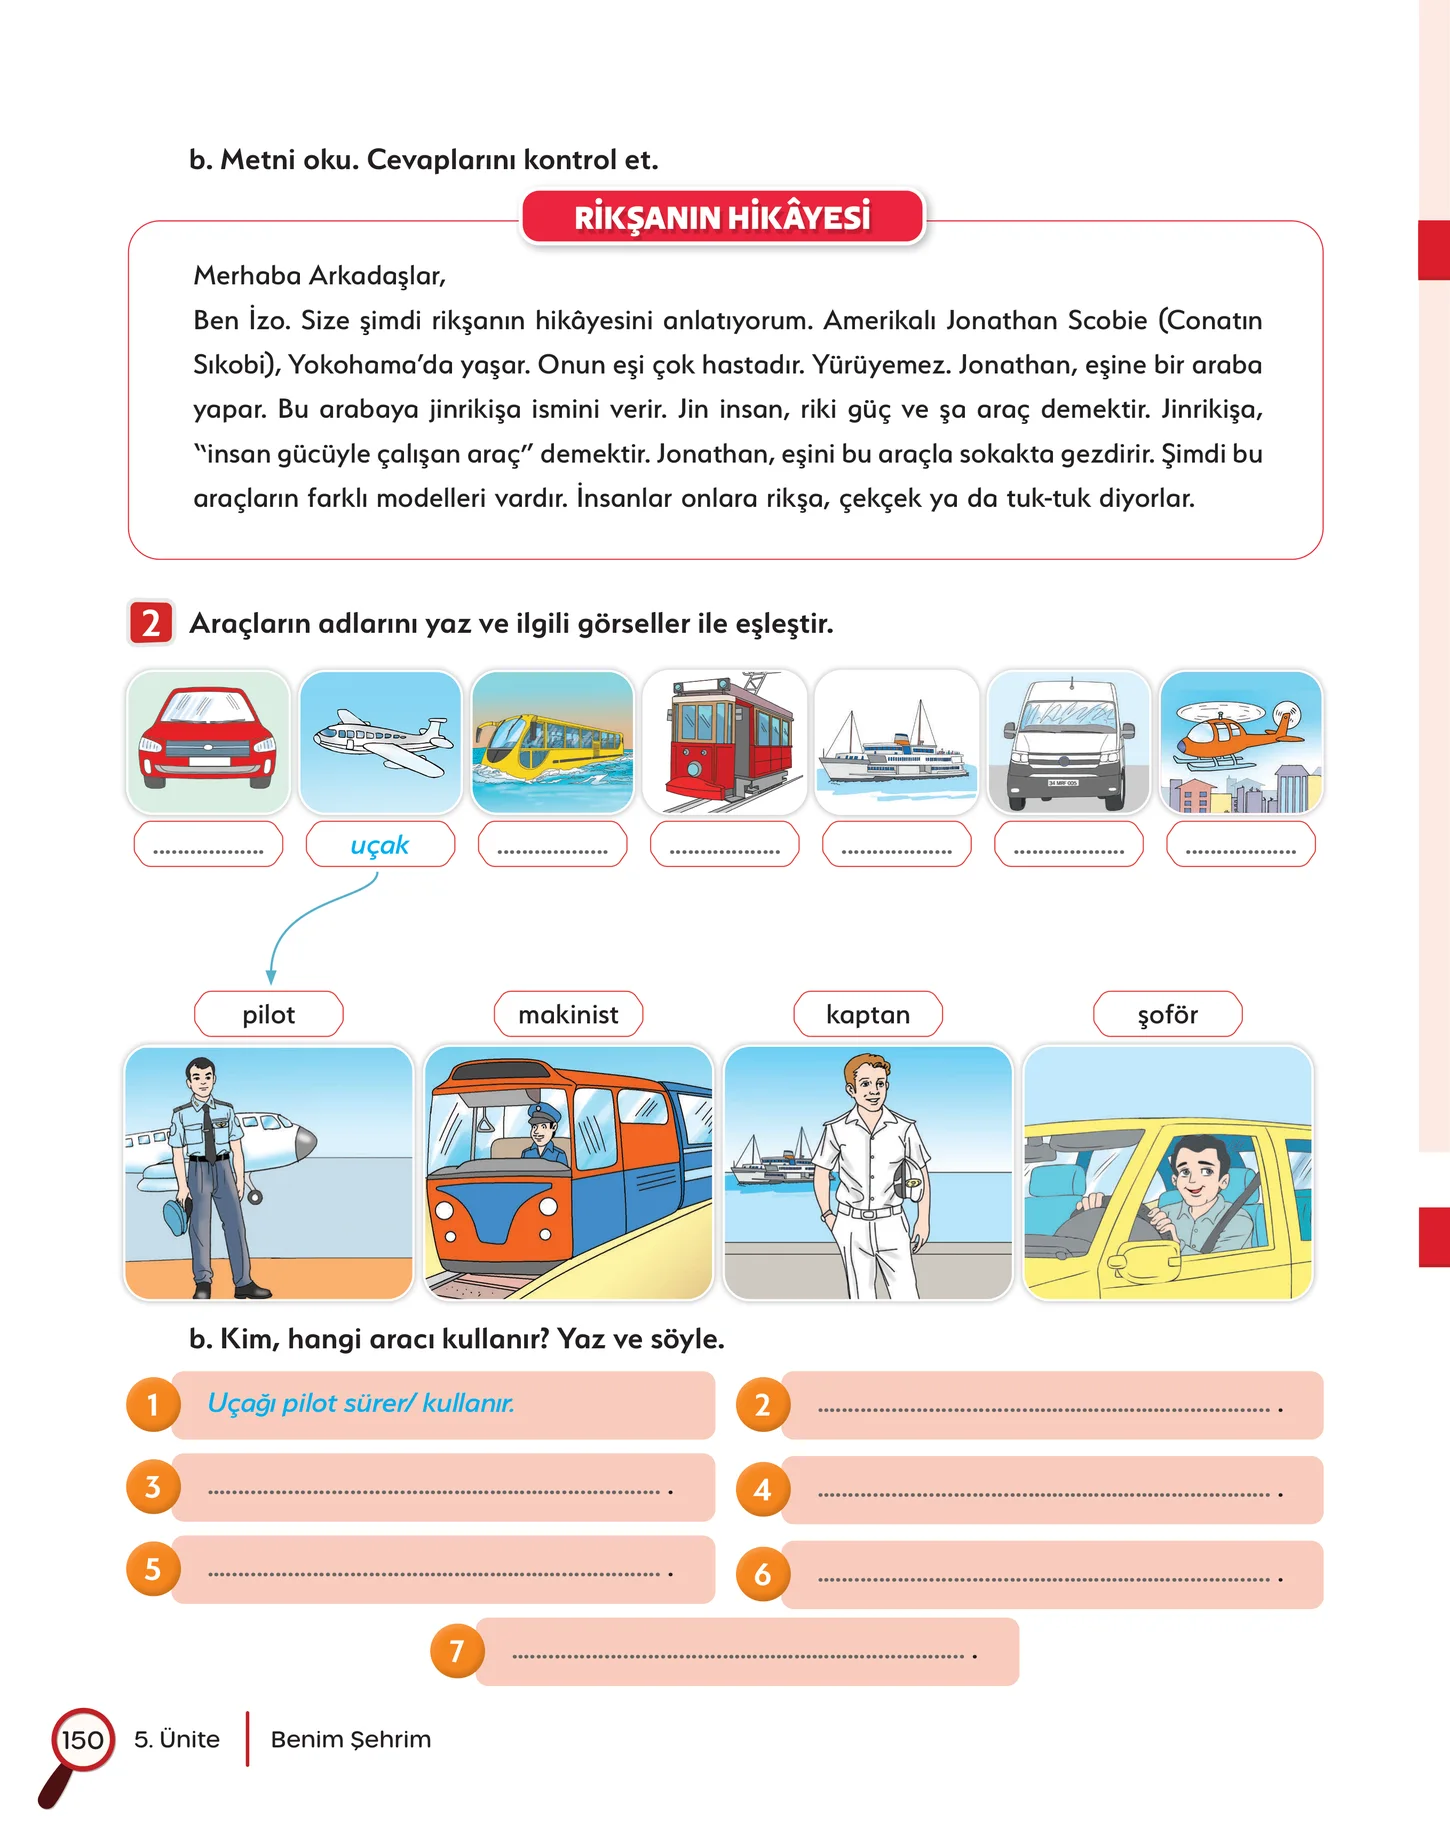 b. Metni oku. Cevaplarını kontrol et.
RİKŞANIN HİKÂYESİ
Merhaba Arkadaşlar,
Ben İzo. Size şimdi rikşanın hikâyesini anlatıyorum. Amerikalı Jonathan Scobie (Conatın
Sıkobi), Yokohama’da yaşar. Onun eşi çok hastadır. Yürüyemez. Jonathan, eşine bir araba
yapar. Bu arabaya jinrikişa ismini verir. Jin insan, riki güç ve şa araç demektir. Jinrikişa,
“insan gücüyle çalışan araç” demektir. Jonathan, eşini bu araçla sokakta gezdirir. Şimdi bu
araçların farklı modelleri vardır. İnsanlar onlara rikşa, çekçek ya da tuk-tuk diyorlar.
2 Araçların adlarını yaz ve ilgili görseller ile eşleştir.
34 MRF 005
.................. uçak .................. .................. .................. .................. ..................
pilot makinist kaptan şoför
b. Kim, hangi aracı kullanır? Yaz ve söyle.
1 Uçağı pilot sürer/ kullanır.
2 .......................................................................... .
3 .......................................................................... .
4 .......................................................................... .
5 .......................................................................... .
6 .......................................................................... .
7 .......................................................................... .
150 5. Ünite Benim Şehrim